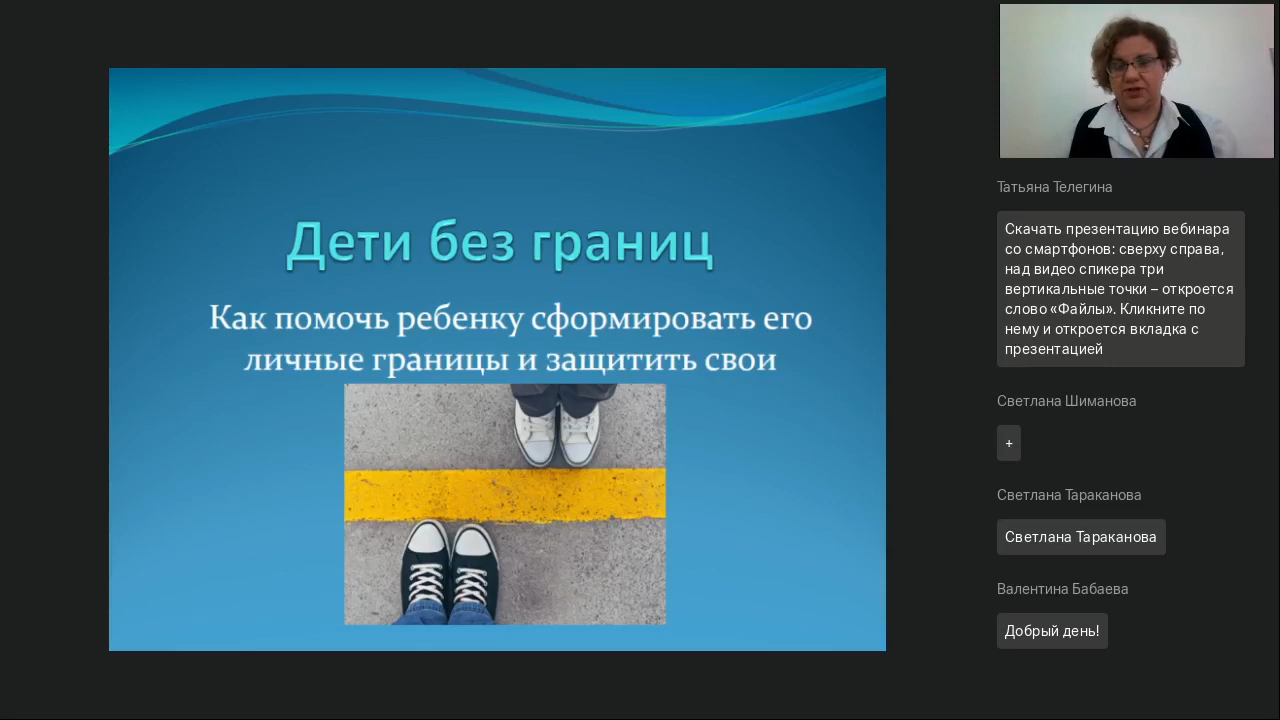 Дети без границ
Как помочь ребенку сформировать его
личные границы и защитить свои
Татьяна Телегина
Скачать презентацию вебинара
со смартфонов: сверху справа,
над видео спикера три
вертикальные точки – откроется
слово «Файлы». Кликните по
нему и откроется вкладка с
презентацией
Светлана Шиманова
+
Светлана Тараканова
Светлана Тараканова
Валентина Бабаева
Добрый день!